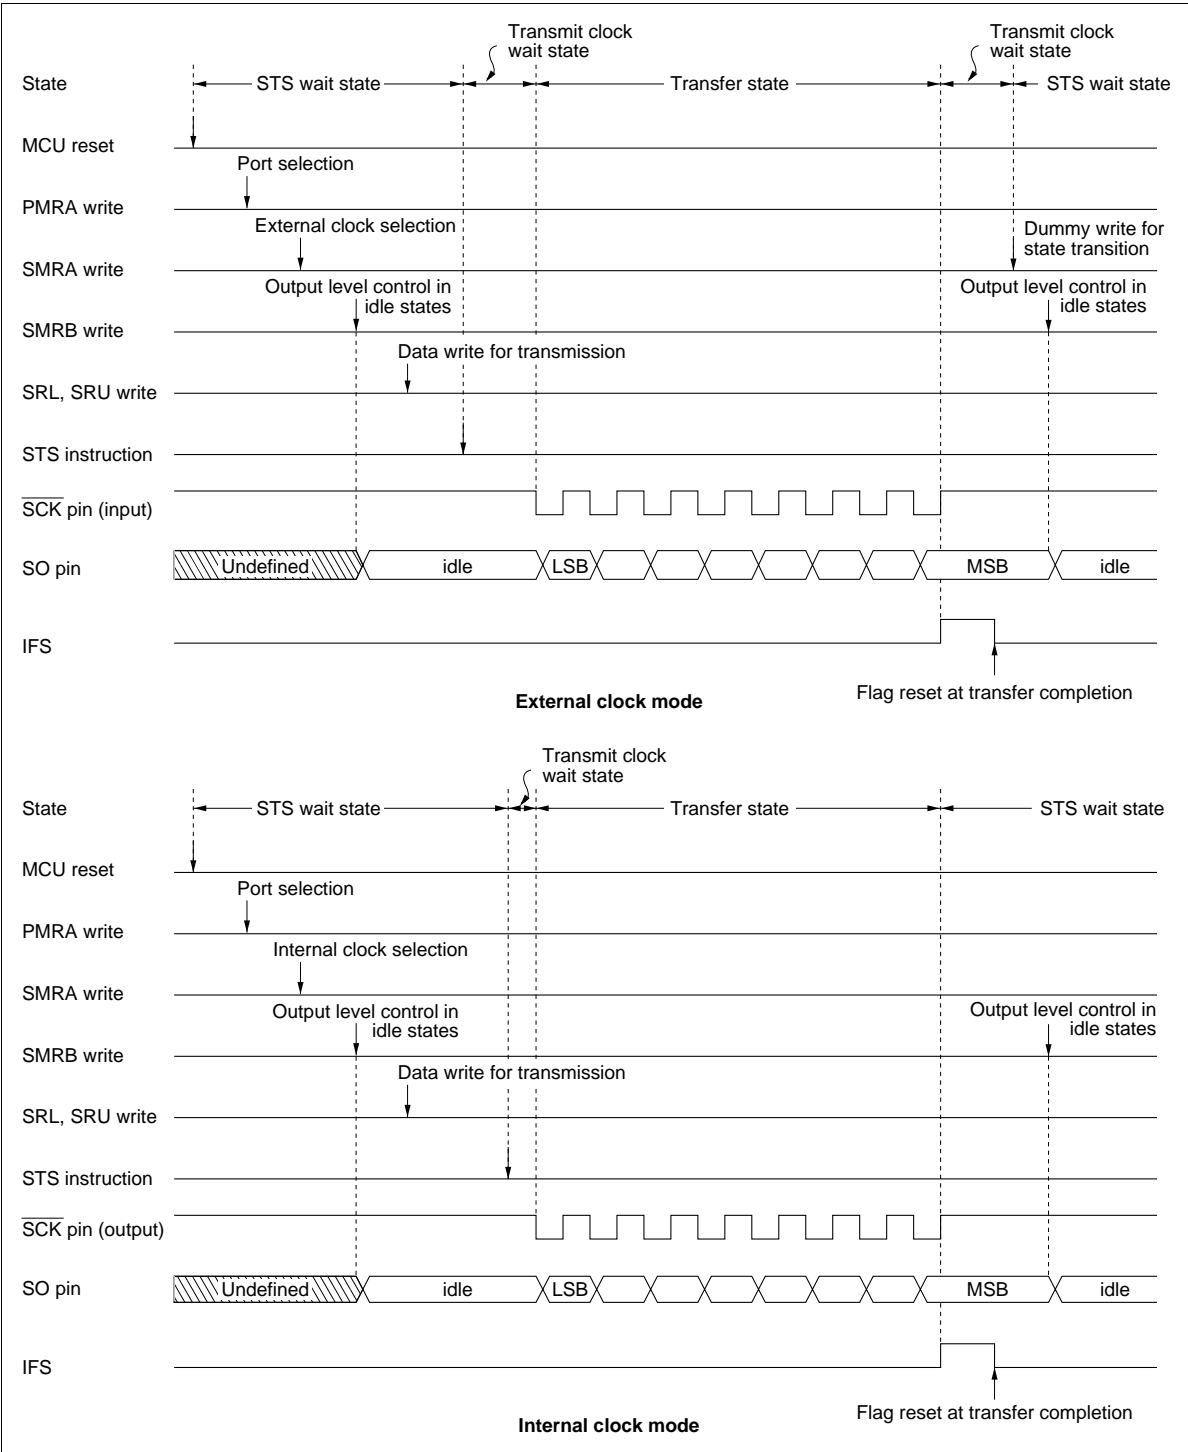 Transmit clock
wait state
Transmit clock
wait state
State
STS wait state
Transfer state
STS wait state
MCU reset
Port selection
PMRA write
External clock selection
Dummy write for
state transition
SMRA write
Output level control in
idle states
Output level control in
idle states
SMRB write
Data write for transmission
SRL, SRU write
STS instruction
SCK pin (input)
SO pin
Undefined
idle
LSB
MSB
idle
IFS
Flag reset at transfer completion
External clock mode
Transmit clock
wait state
State
STS wait state
Transfer state
STS wait state
MCU reset
Port selection
PMRA write
Internal clock selection
SMRA write
Output level control in
idle states
Output level control in
idle states
SMRB write
Data write for transmission
SRL, SRU write
STS instruction
SCK pin (output)
SO pin
Undefined
idle
LSB
MSB
idle
IFS
Flag reset at transfer completion
Internal clock mode